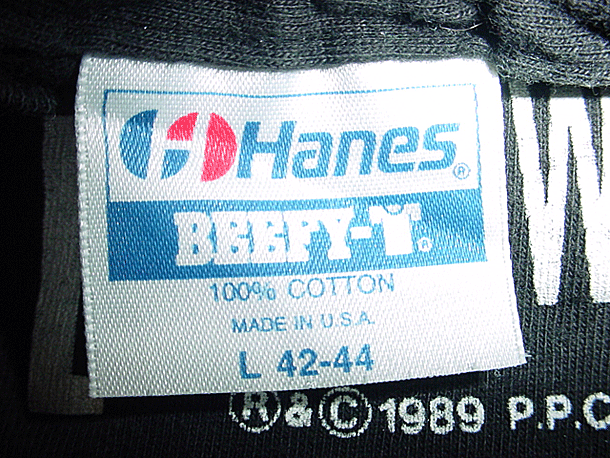 Hanes®
BEEFY-T®
100% COTTON
MADE IN U.S.A.
L 42-44
W
® & © 1989 P.P.C